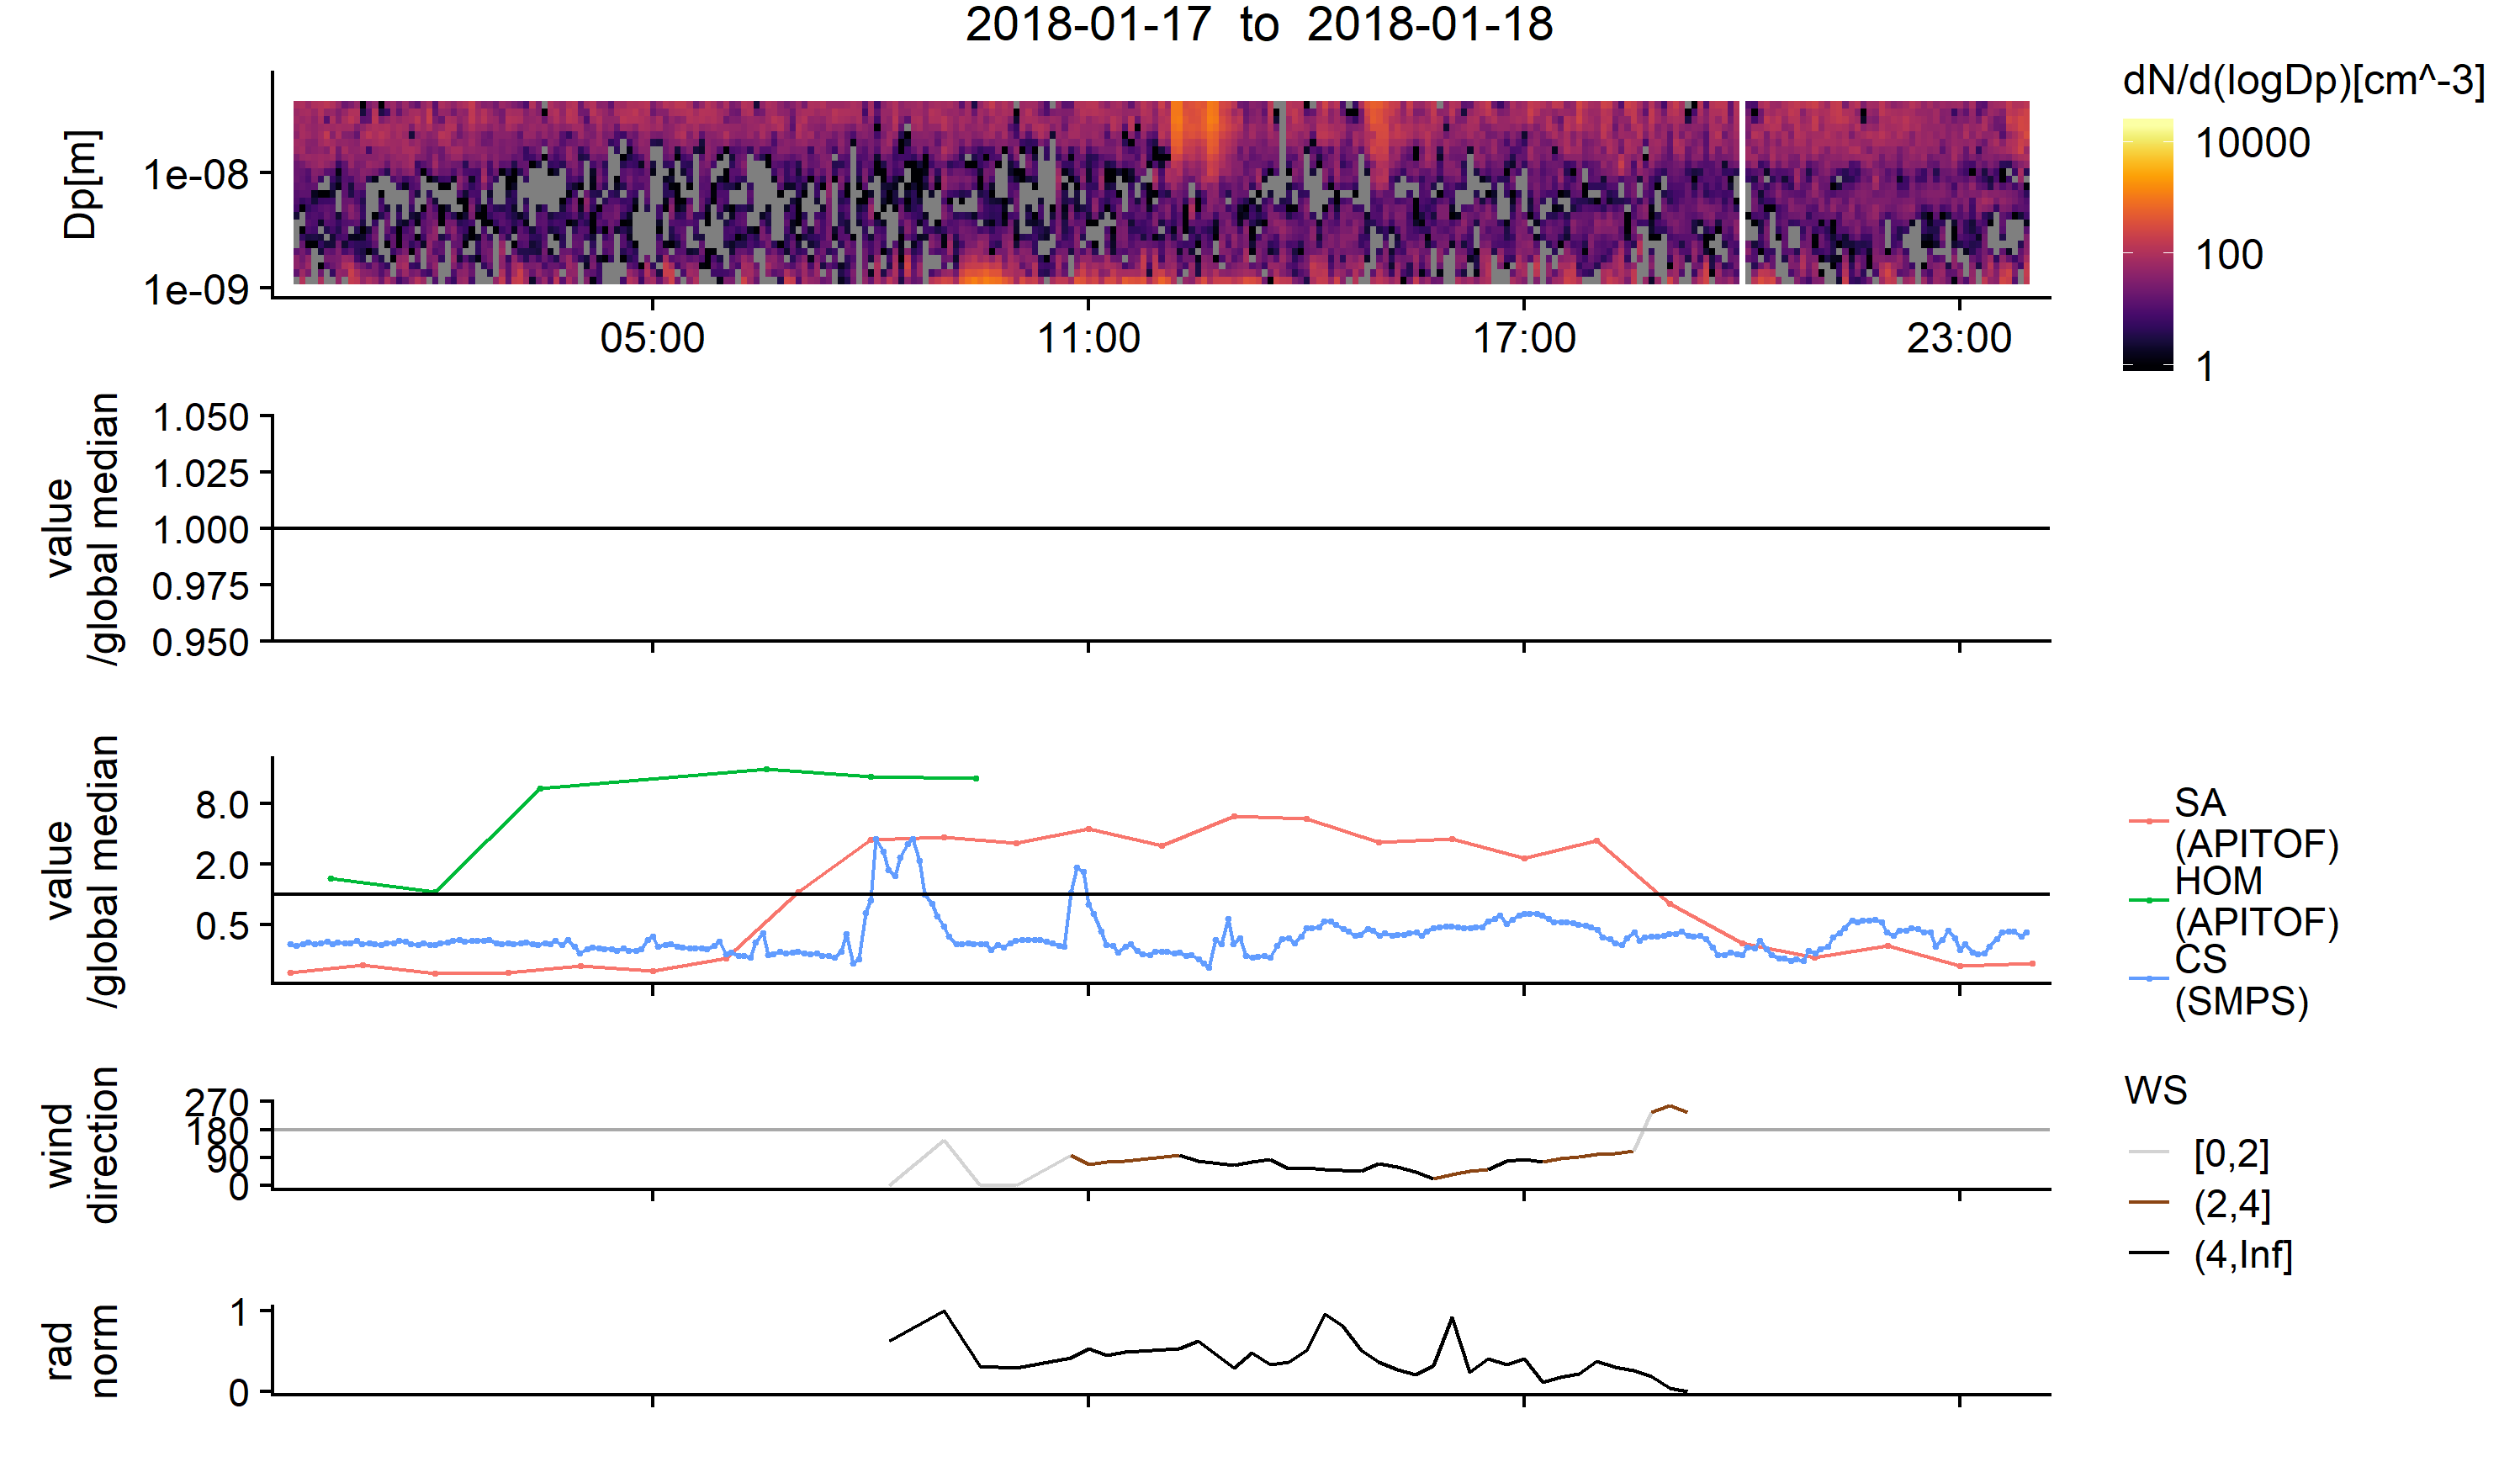 2018-01-17 to 2018-01-18
Dp[m]
1e-08
1e-09
05:00
11:00
17:00
23:00
dN/d(logDp)[cm^-3]
10000
100
1
value
/global median
1.050
1.025
1.000
0.975
0.950
value
/global median
8.0
2.0
0.5
SA
(APITOF)
HOM
(APITOF)
CS
(SMPS)
wind
direction
270
180
90
0
WS
[0,2]
(2,4]
(4,Inf]
rad
norm
1
0